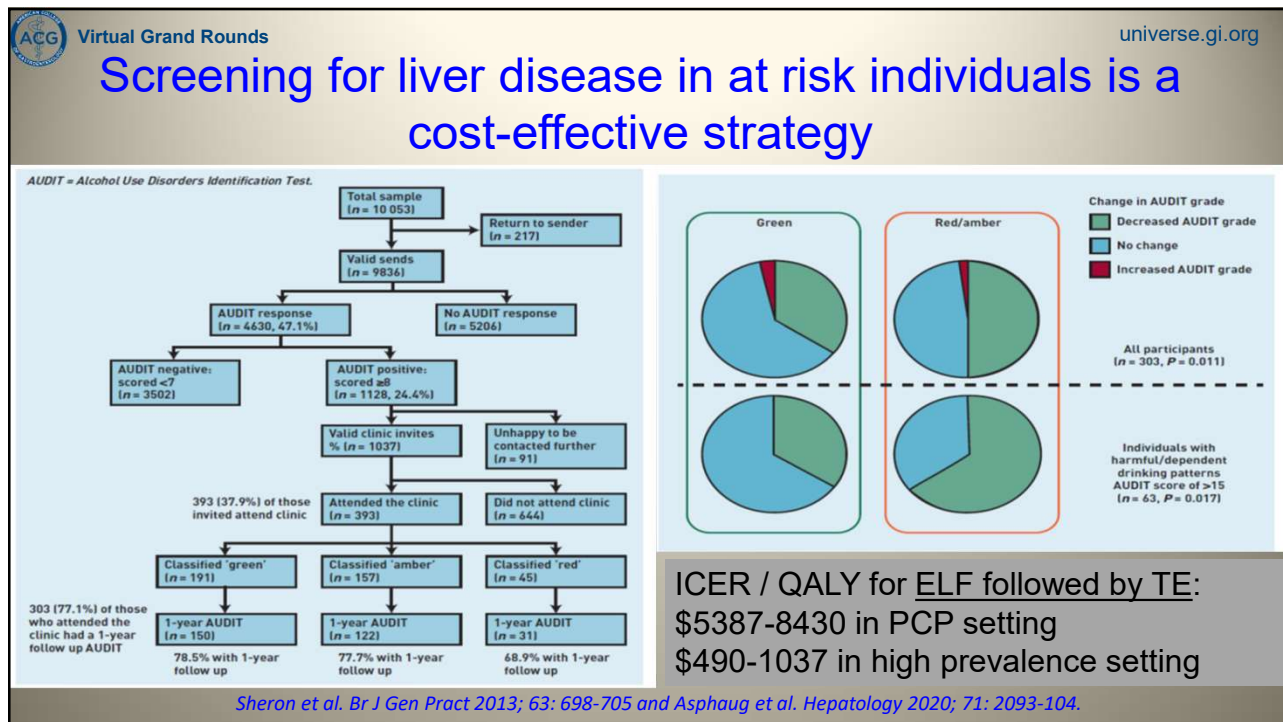 ACG
Virtual Grand Rounds
universe.gi.org
Screening for liver disease in at risk individuals is a
cost-effective strategy
AUDIT = Alcohol Use Disorders Identification Test.
Total sample
(n = 10 053)
Return to sender
(n = 217)
Valid sends
(n = 9836)
AUDIT response
(n = 4630, 47.1%)
No AUDIT response
(n = 5206)
AUDIT negative:
scored <7
(n = 3502)
AUDIT positive:
scored ≥8
(n = 1128, 24.4%)
Valid clinic invites
% (n = 1037)
Unhappy to be
contacted further
(n = 91)
393 (37.9%) of those
invited attend clinic
Attended the clinic
(n = 393)
Did not attend clinic
(n = 644)
Classified 'green'
(n = 191)
Classified 'amber'
(n = 157)
Classified 'red'
(n = 45)
303 (77.1%) of those
who attended the
clinic had a 1-year
follow up AUDIT
1-year AUDIT
(n = 150)
1-year AUDIT
(n = 122)
1-year AUDIT
(n = 31)
78.5% with 1-year
follow up
77.7% with 1-year
follow up
68.9% with 1-year
follow up
Green
Red/amber
Change in AUDIT grade
Decreased AUDIT grade
No change
Increased AUDIT grade
All participants
(n = 303, P = 0.011)
Individuals with
harmful/dependent
drinking patterns
AUDIT score of >15
(n = 63, P = 0.017)
ICER / QALY for ELF followed by TE:
$5387-8430 in PCP setting
$490-1037 in high prevalence setting
Sheron et al. Br J Gen Pract 2013; 63: 698-705 and Asphaug et al. Hepatology 2020; 71: 2093-104.